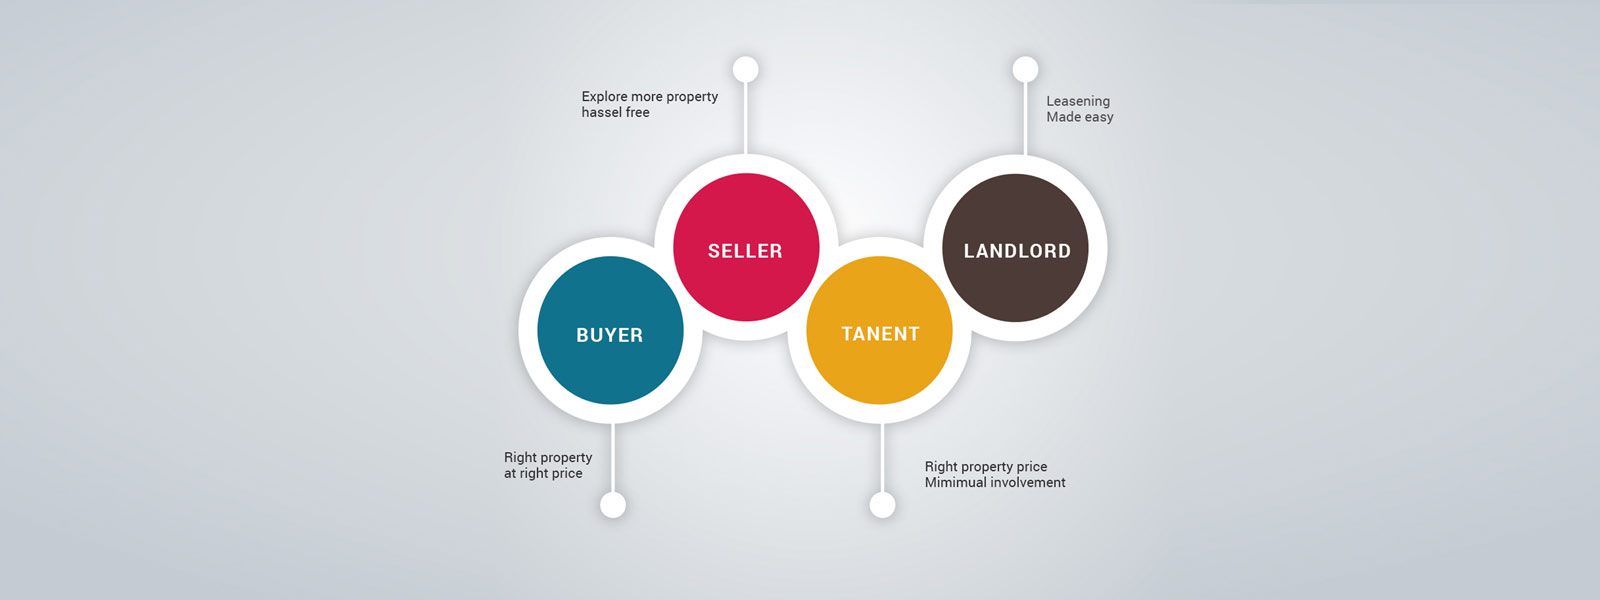 Explore more property
hassel free
Leasening
Made easy
SELLER
LANDLORD
BUYER
TANENT
Right property
at right price
Right property price
Mimimual involvement